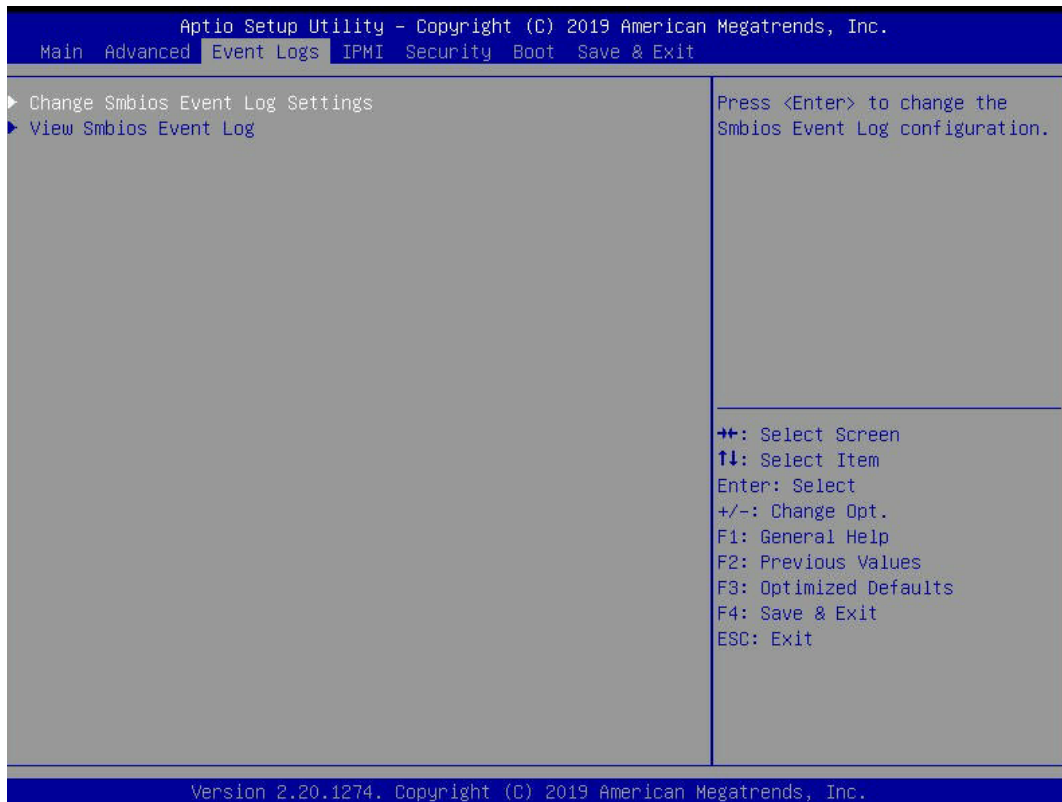 Aptio Setup Utility – Copyright (C) 2019 American Megatrends, Inc.
Main Advanced Event Logs IPMI Security Boot Save & Exit
▶ Change Smbios Event Log Settings
▶ View Smbios Event Log
Press <Enter> to change the
Smbios Event Log configuration.
→←: Select Screen
↑↓: Select Item
Enter: Select
+/-: Change Opt.
F1: General Help
F2: Previous Values
F3: Optimized Defaults
F4: Save & Exit
ESC: Exit
Version 2.20.1274. Copyright (C) 2019 American Megatrends, Inc.